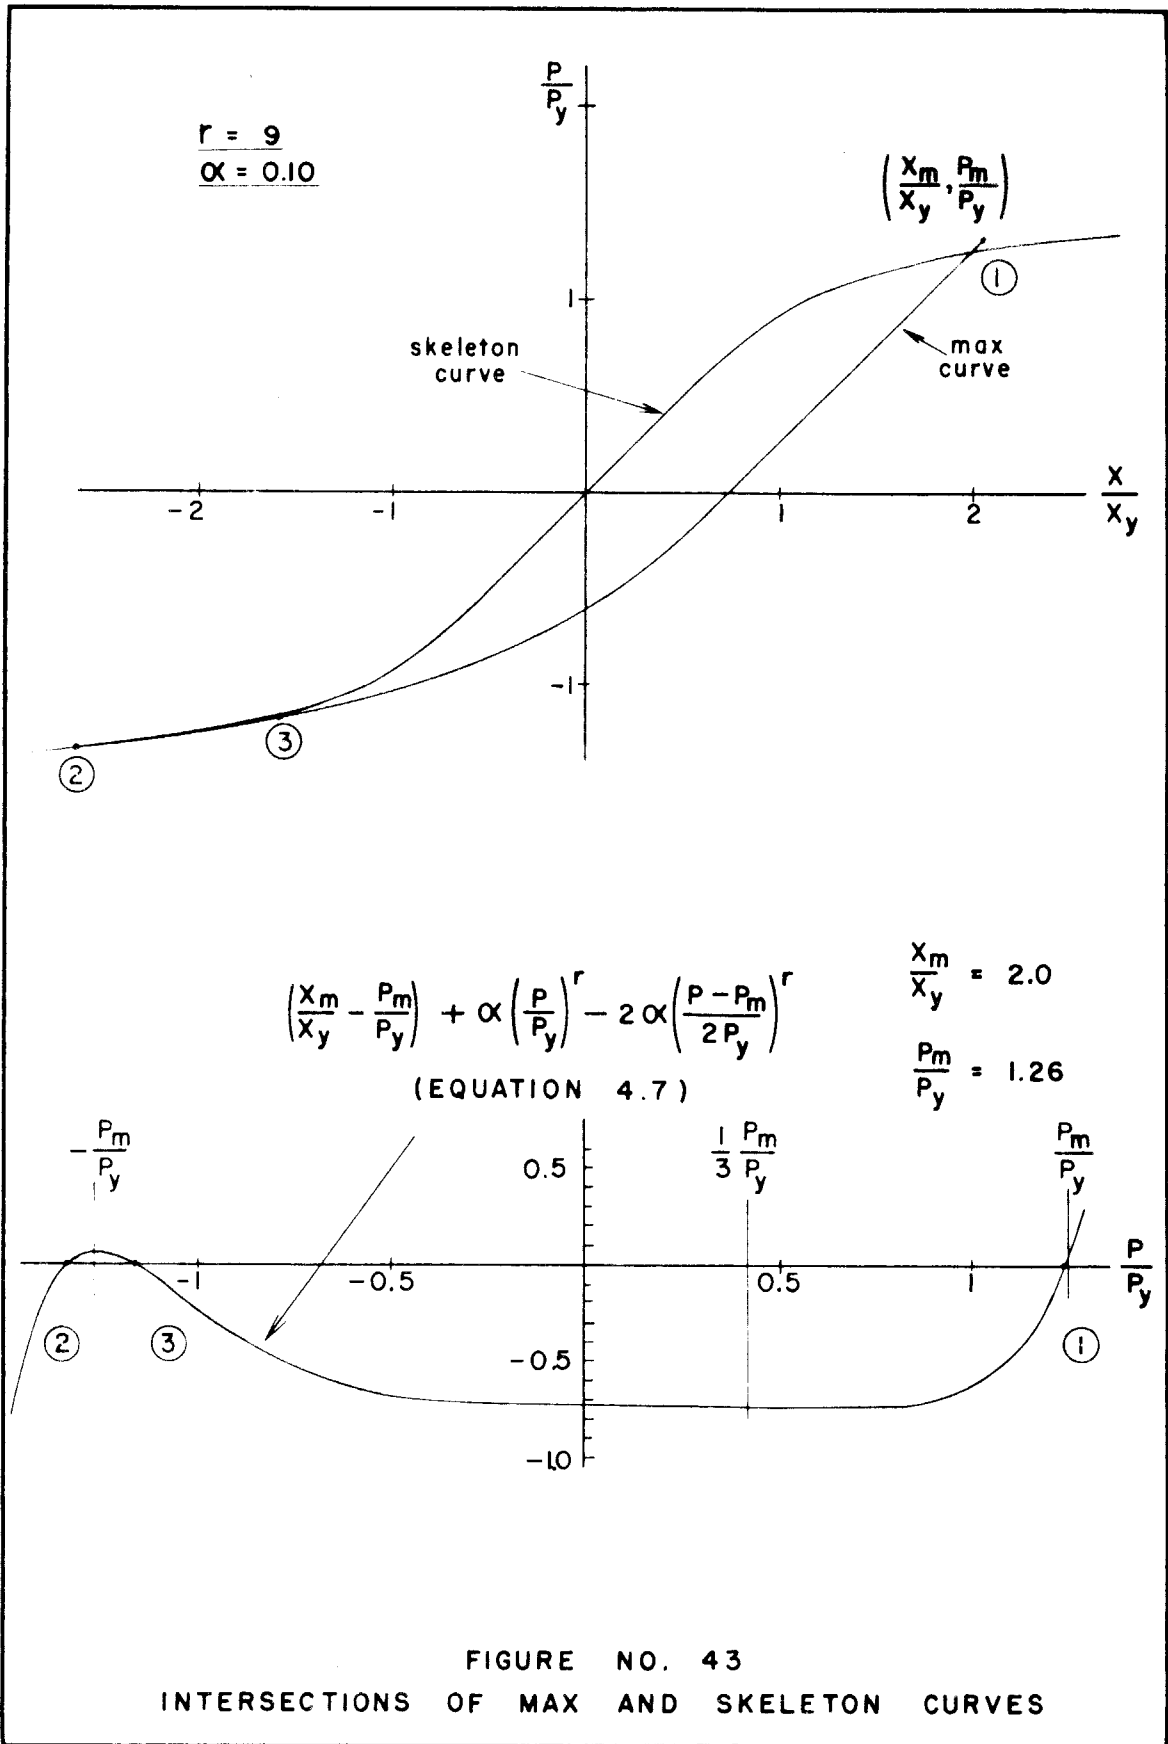 P/P_y
r = 9
α = 0.10
(X_m/X_y, P_m/P_y)
①
1
skeleton
curve
max
curve
-2
-1
1
2
X/X_y
-1
③
②
X_m/X_y = 2.0
(X_m/X_y - P_m/P_y) + α(P/P_y)^r - 2α((P-P_m)/2P_y)^r
P_m/P_y = 1.26
(EQUATION 4.7)
-P_m/P_y
0.5
1/3 P_m/P_y
P_m/P_y
-1
-0.5
0.5
1
P/P_y
②
③
-0.5
①
-1.0
FIGURE NO. 43
INTERSECTIONS OF MAX AND SKELETON CURVES